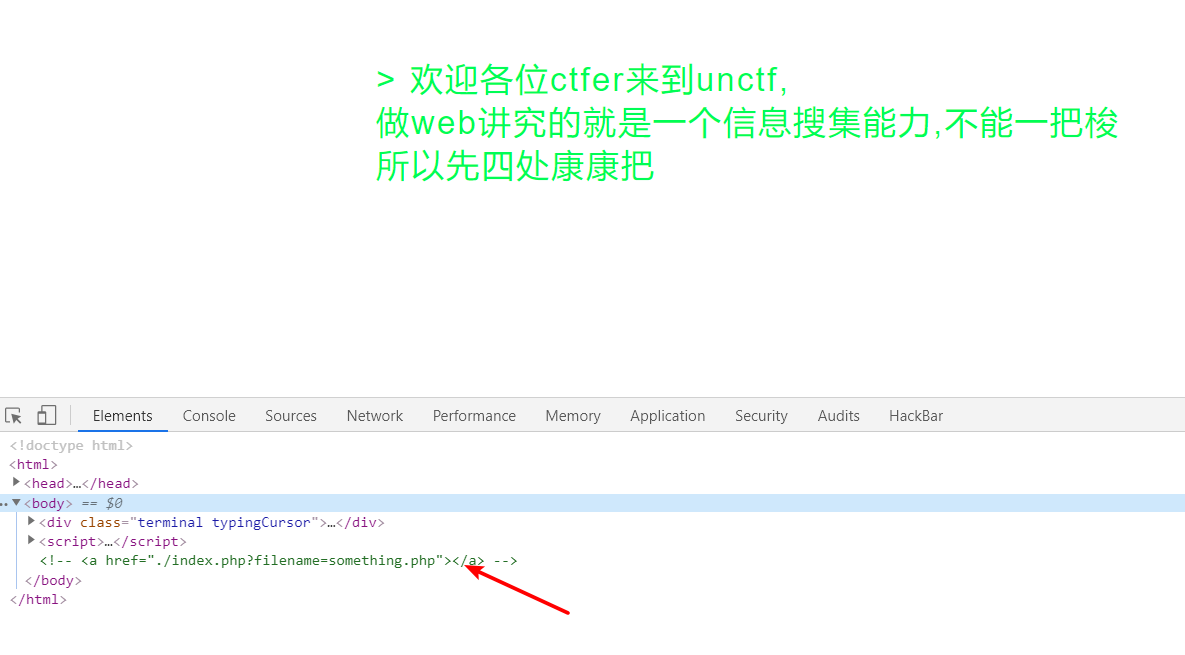 > 欢迎各位ctfer来到unctf,
做web讲究的就是一个信息搜集能力,不能一把梭
所以先四处康康把
Elements Console Sources Network Performance Memory Application Security Audits HackBar
<!doctype html>
<html>
<head>…</head>
<body> == $0
<div class="terminal typingCursor">…</div>
<script>…</script>
<!-- <a href="./index.php?filename=something.php"></a> -->
</body>
</html>